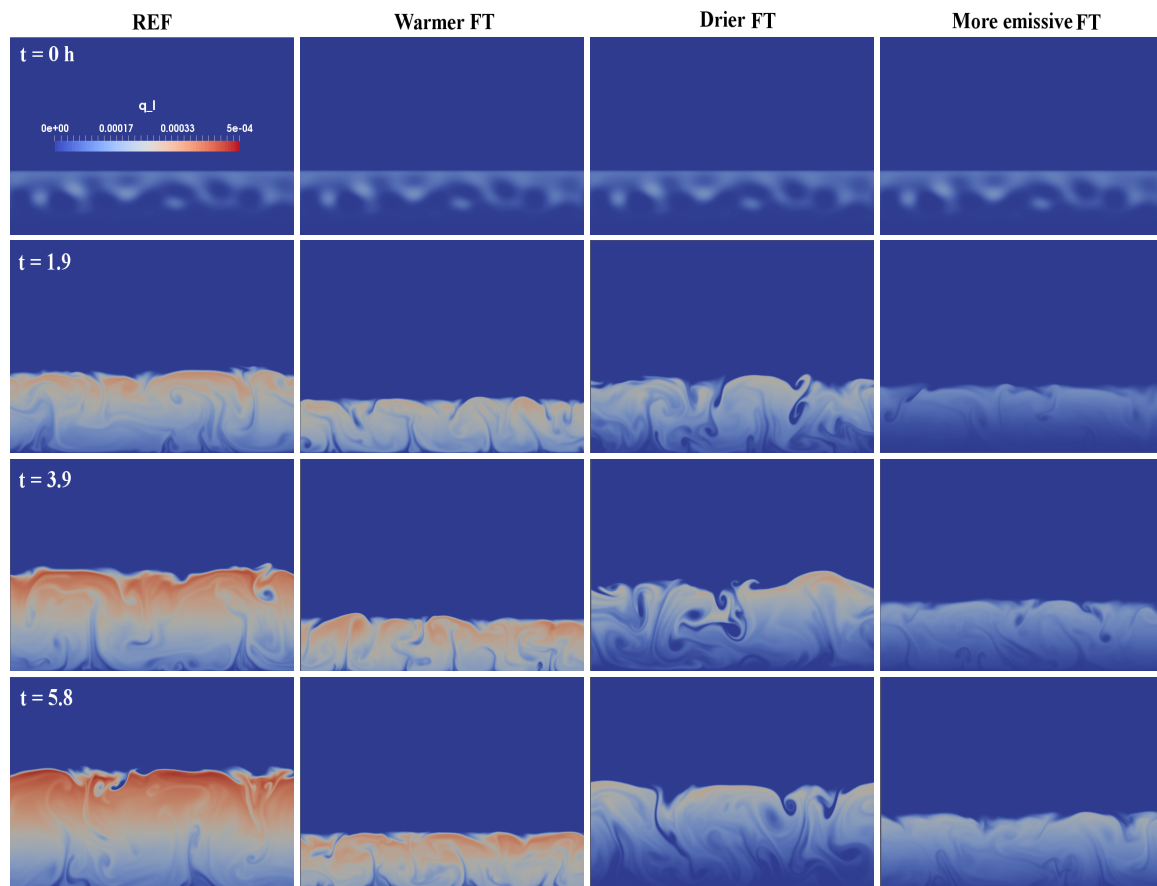 REF Warmer FT Drier FT More emissive FT
t = 0 h
q_l
0e+00 0.00017 0.00033 5e-04
t = 1.9
t = 3.9
t = 5.8